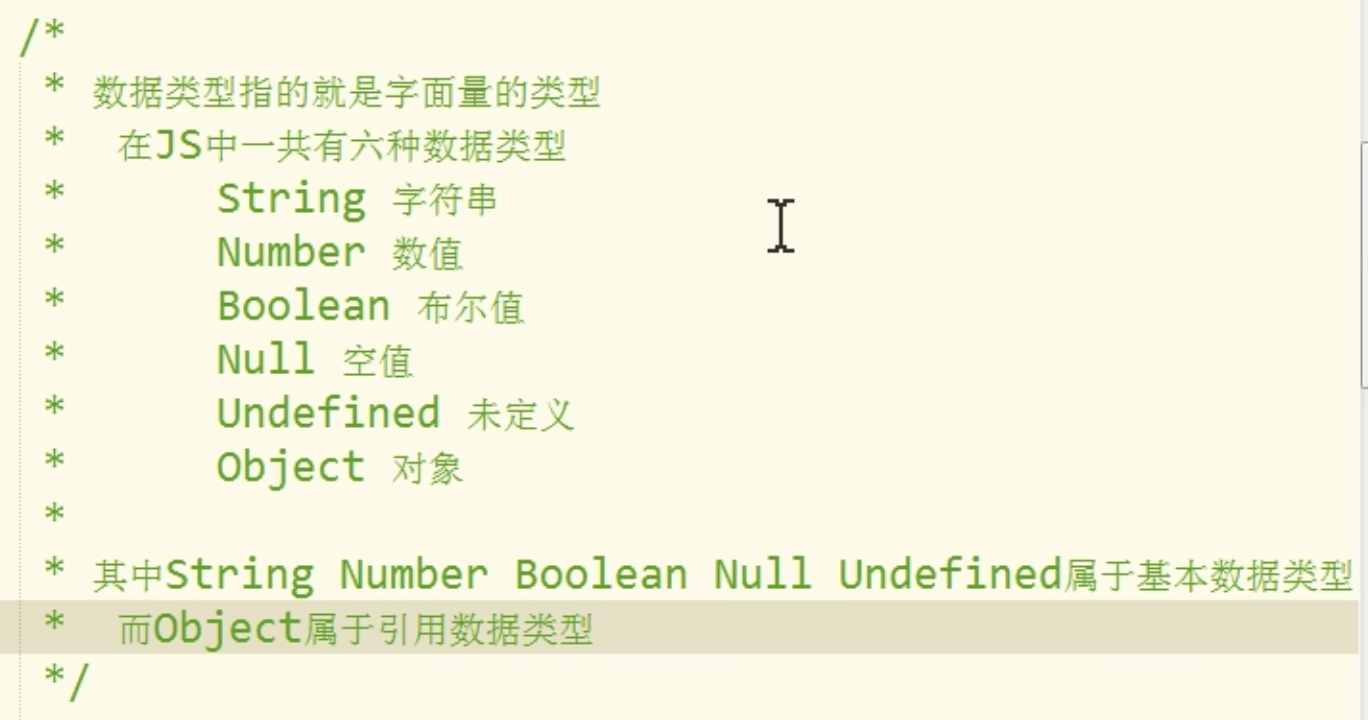 /*
* 数据类型指的就是字面量的类型
* 在JS中一共有六种数据类型
* String 字符串
* Number 数值
* Boolean 布尔值
* Null 空值
* Undefined 未定义
* Object 对象
*
* 其中String Number Boolean Null Undefined属于基本数据类型
* 而Object属于引用数据类型
*/